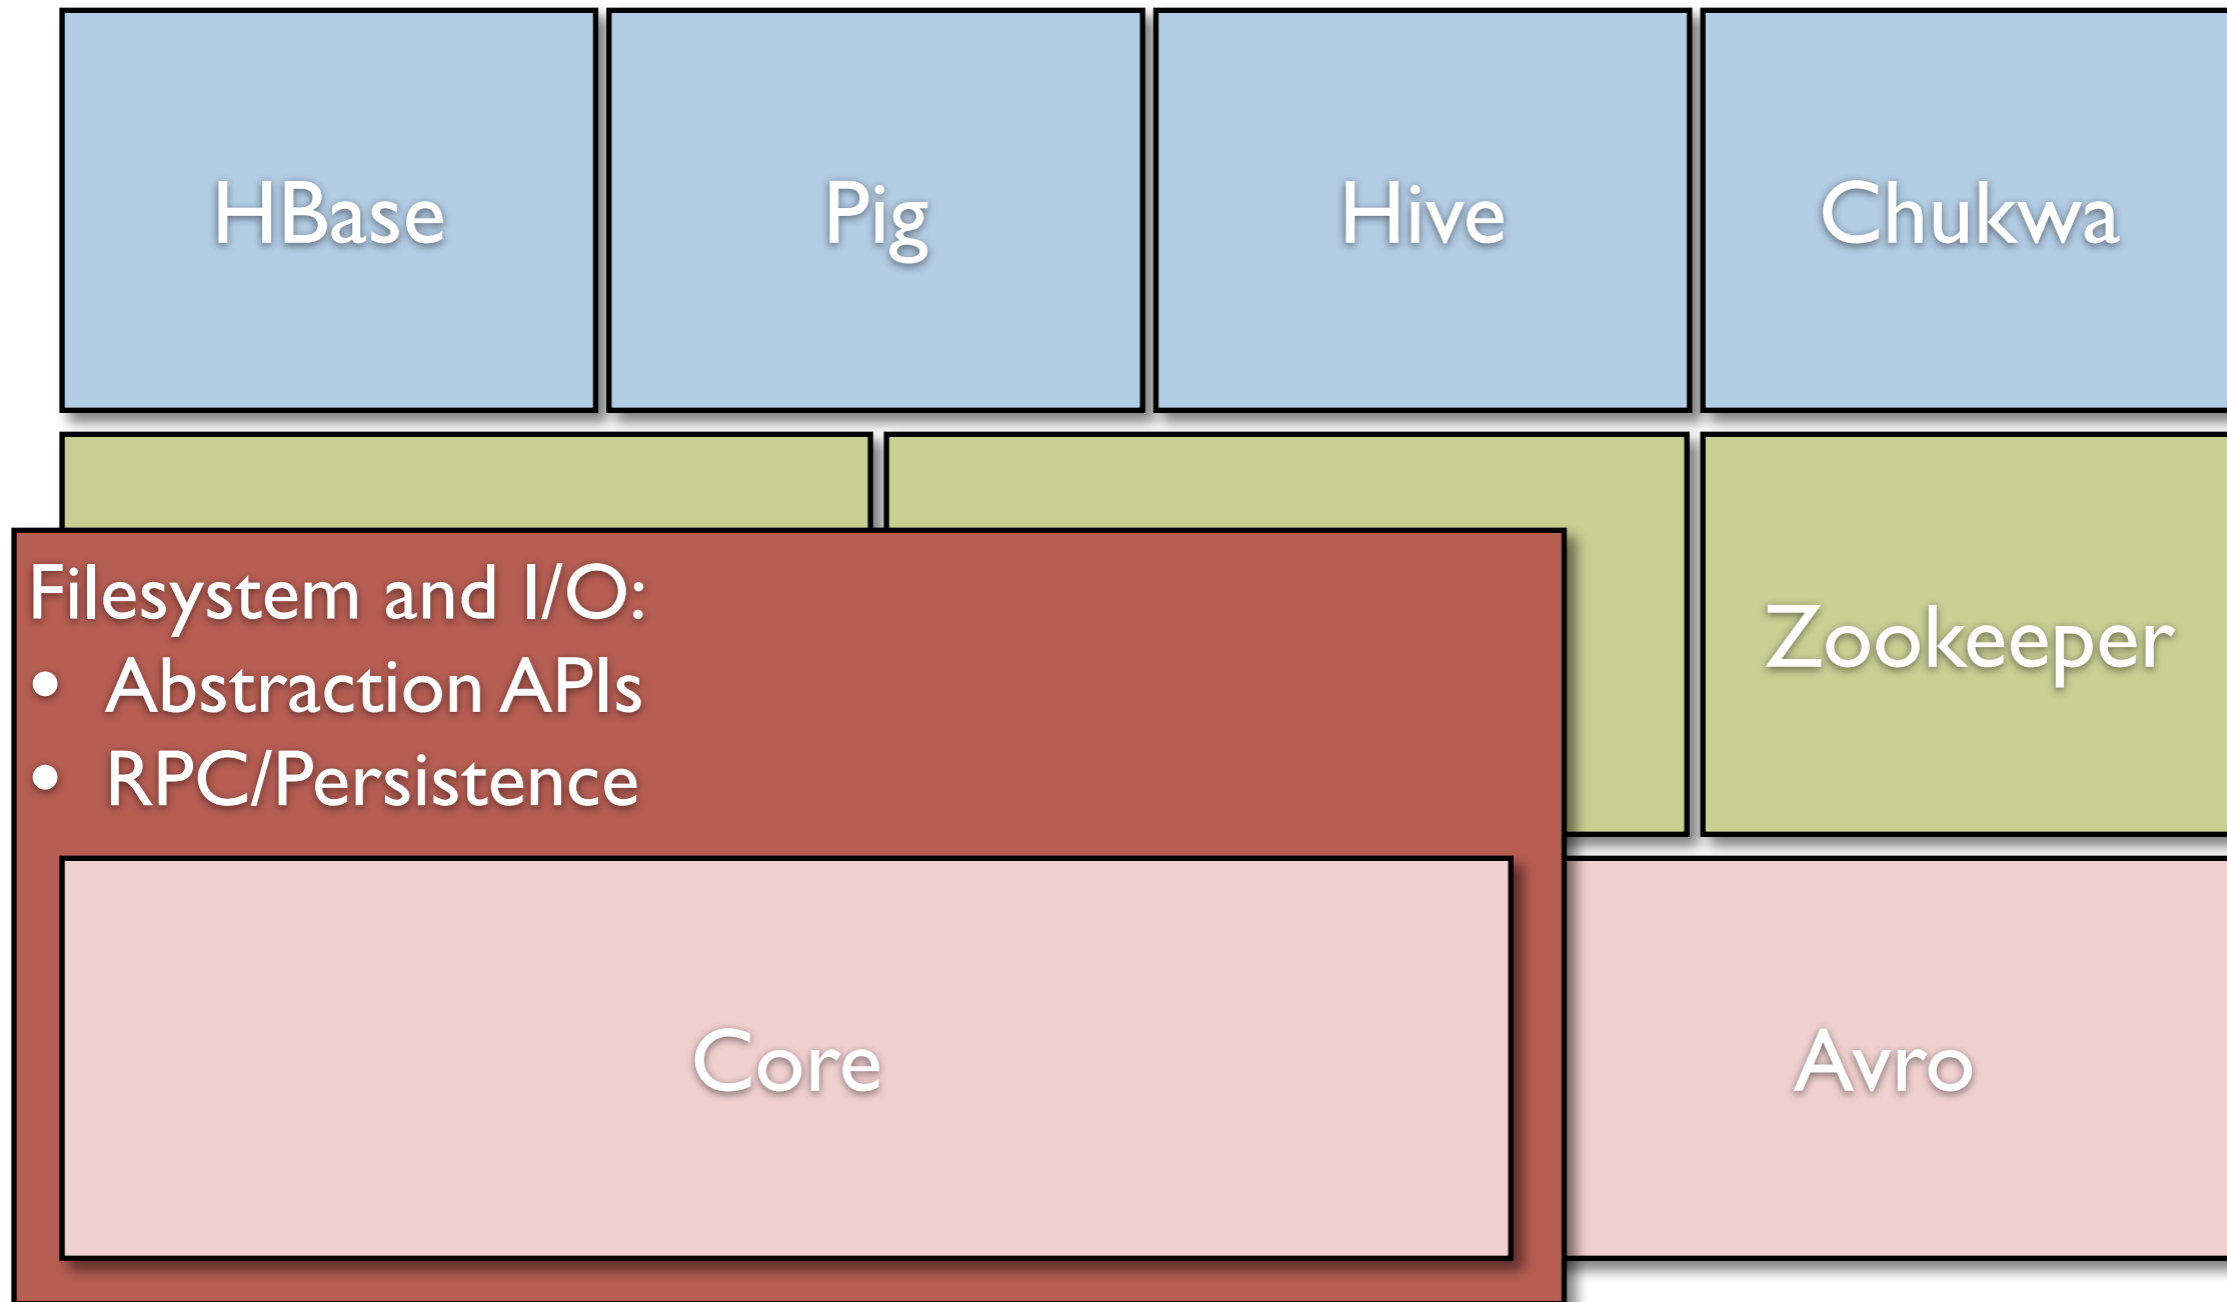 HBase
Pig
Hive
Chukwa
Filesystem and I/O:
• Abstraction APIs
• RPC/Persistence
Zookeeper
Core
Avro